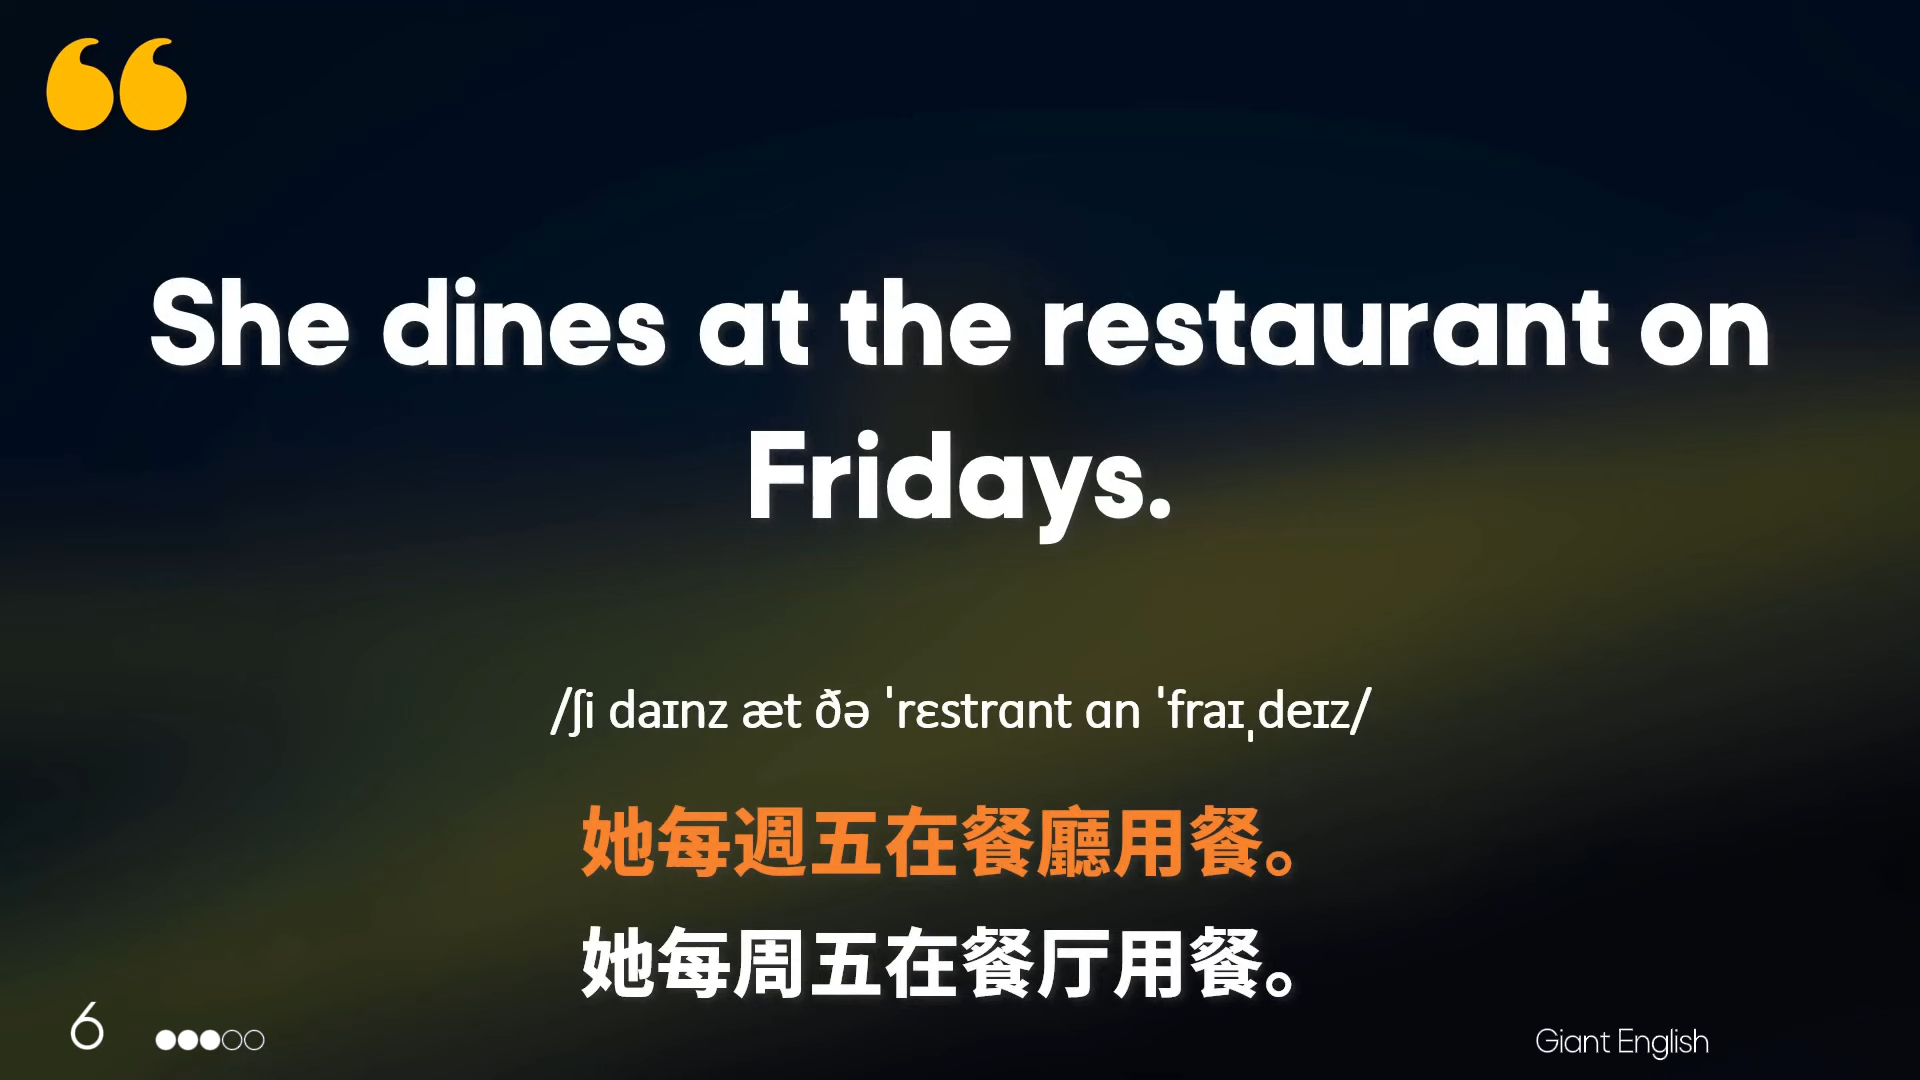 She dines at the restaurant on
Fridays.
/ʃi daɪnz æt ðə ˈrɛstrɑnt ɑn ˈfraɪˌdeɪz/
她每週五在餐廳用餐。
她每周五在餐厅用餐。
6
Giant English